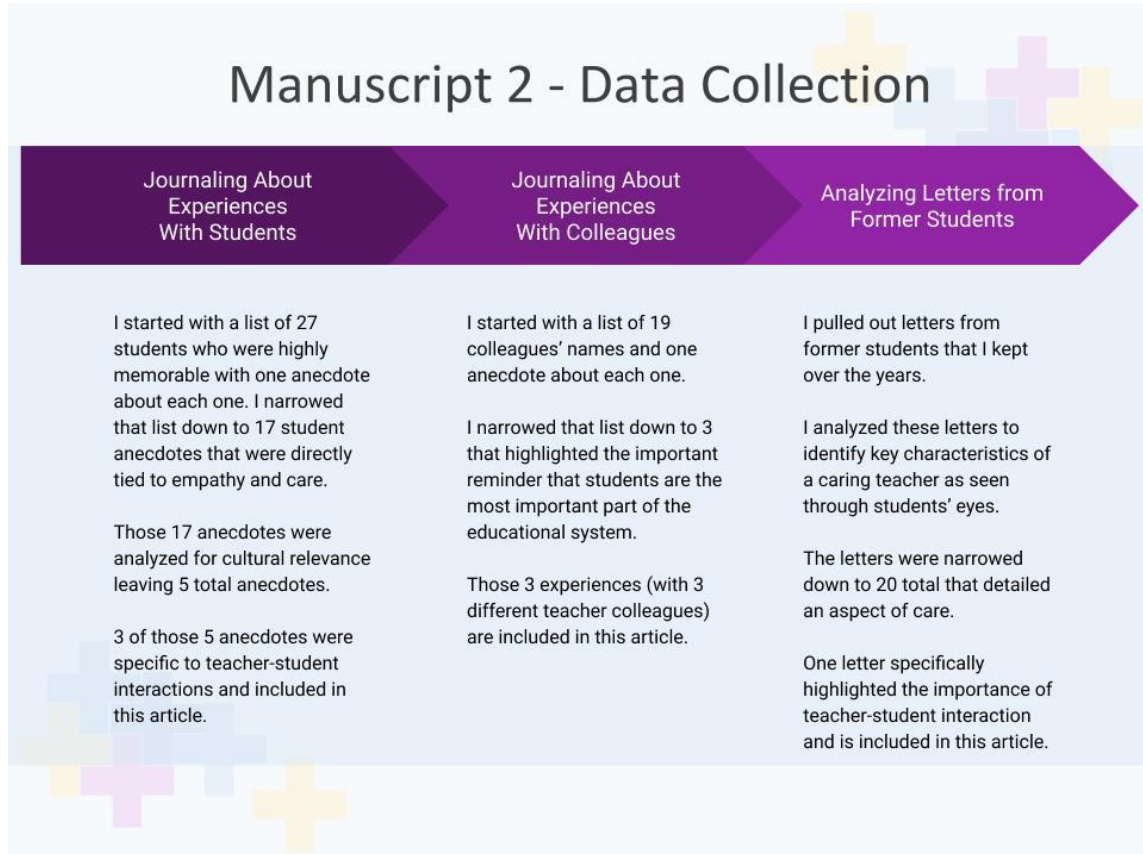 Manuscript 2 - Data Collection
Journaling About
Experiences
With Students
Journaling About
Experiences
With Colleagues
Analyzing Letters from
Former Students
I started with a list of 27
students who were highly
memorable with one anecdote
about each one. I narrowed
that list down to 17 student
anecdotes that were directly
tied to empathy and care.
Those 17 anecdotes were
analyzed for cultural relevance
leaving 5 total anecdotes.
3 of those 5 anecdotes were
specific to teacher-student
interactions and included in
this article.
I started with a list of 19
colleagues’ names and one
anecdote about each one.
I narrowed that list down to 3
that highlighted the important
reminder that students are the
most important part of the
educational system.
Those 3 experiences (with 3
different teacher colleagues)
are included in this article.
I pulled out letters from
former students that I kept
over the years.
I analyzed these letters to
identify key characteristics of
a caring teacher as seen
through students’ eyes.
The letters were narrowed
down to 20 total that detailed
an aspect of care.
One letter specifically
highlighted the importance of
teacher-student interaction
and is included in this article.